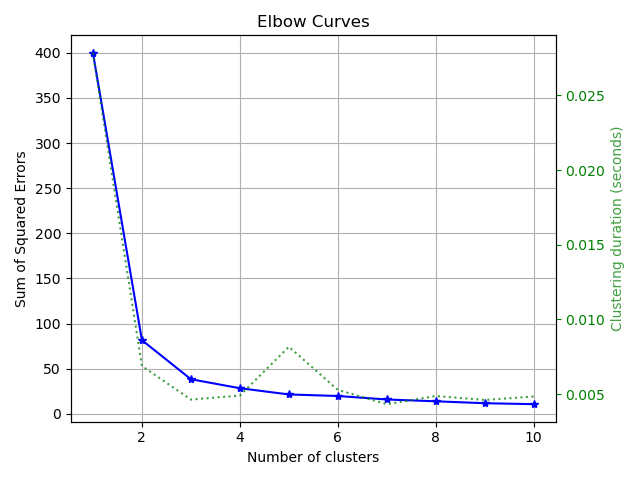 Elbow Curves
Sum of Squared Errors
400
350
300
250
200
150
100
50
0
2 4 6 8 10
Number of clusters
0.025
0.020
0.015
0.010
0.005
Clustering duration (seconds)